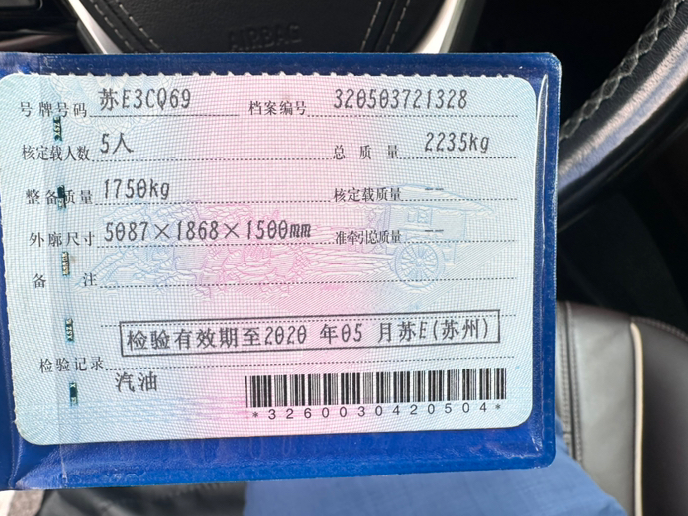 AIRBAG
号牌号码 苏E3CQ69 档案编号 320503721328
核定载人数 5人 总质量 2235kg
整备质量 1750kg 核定载质量 --
外廓尺寸 5087×1868×1500mm 准牵引总质量 --
备注
检验有效期至2020 年05 月苏E(苏州)
检验记录
汽油
*3260030420504*